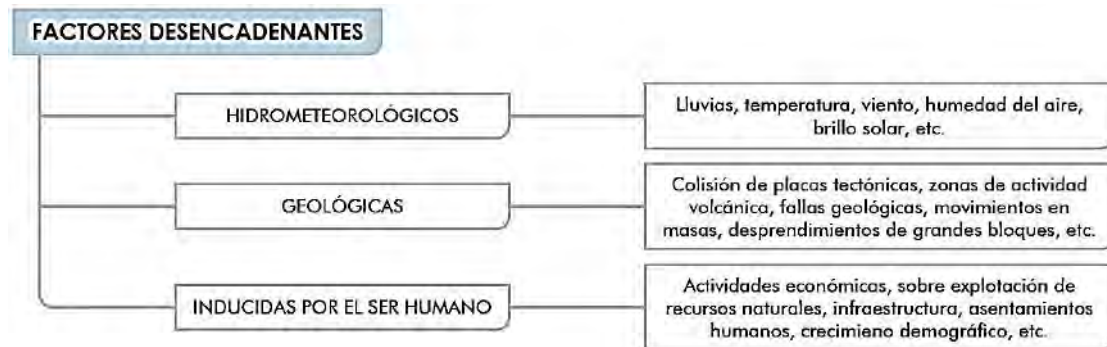 FACTORES DESENCADENANTES
HIDROMETEOROLÓGICOS
Lluvias, temperatura, viento, humedad del aire,
brillo solar, etc.
GEOLÓGICAS
Colisión de placas tectónicas, zonas de actividad
volcánica, fallas geológicas, movimientos en
masas, desprendimientos de grandes bloques, etc.
INDUCIDAS POR EL SER HUMANO
Actividades económicas, sobre explotación de
recursos naturales, infraestructura, asentamientos
humanos, crecimieno demográfico, etc.